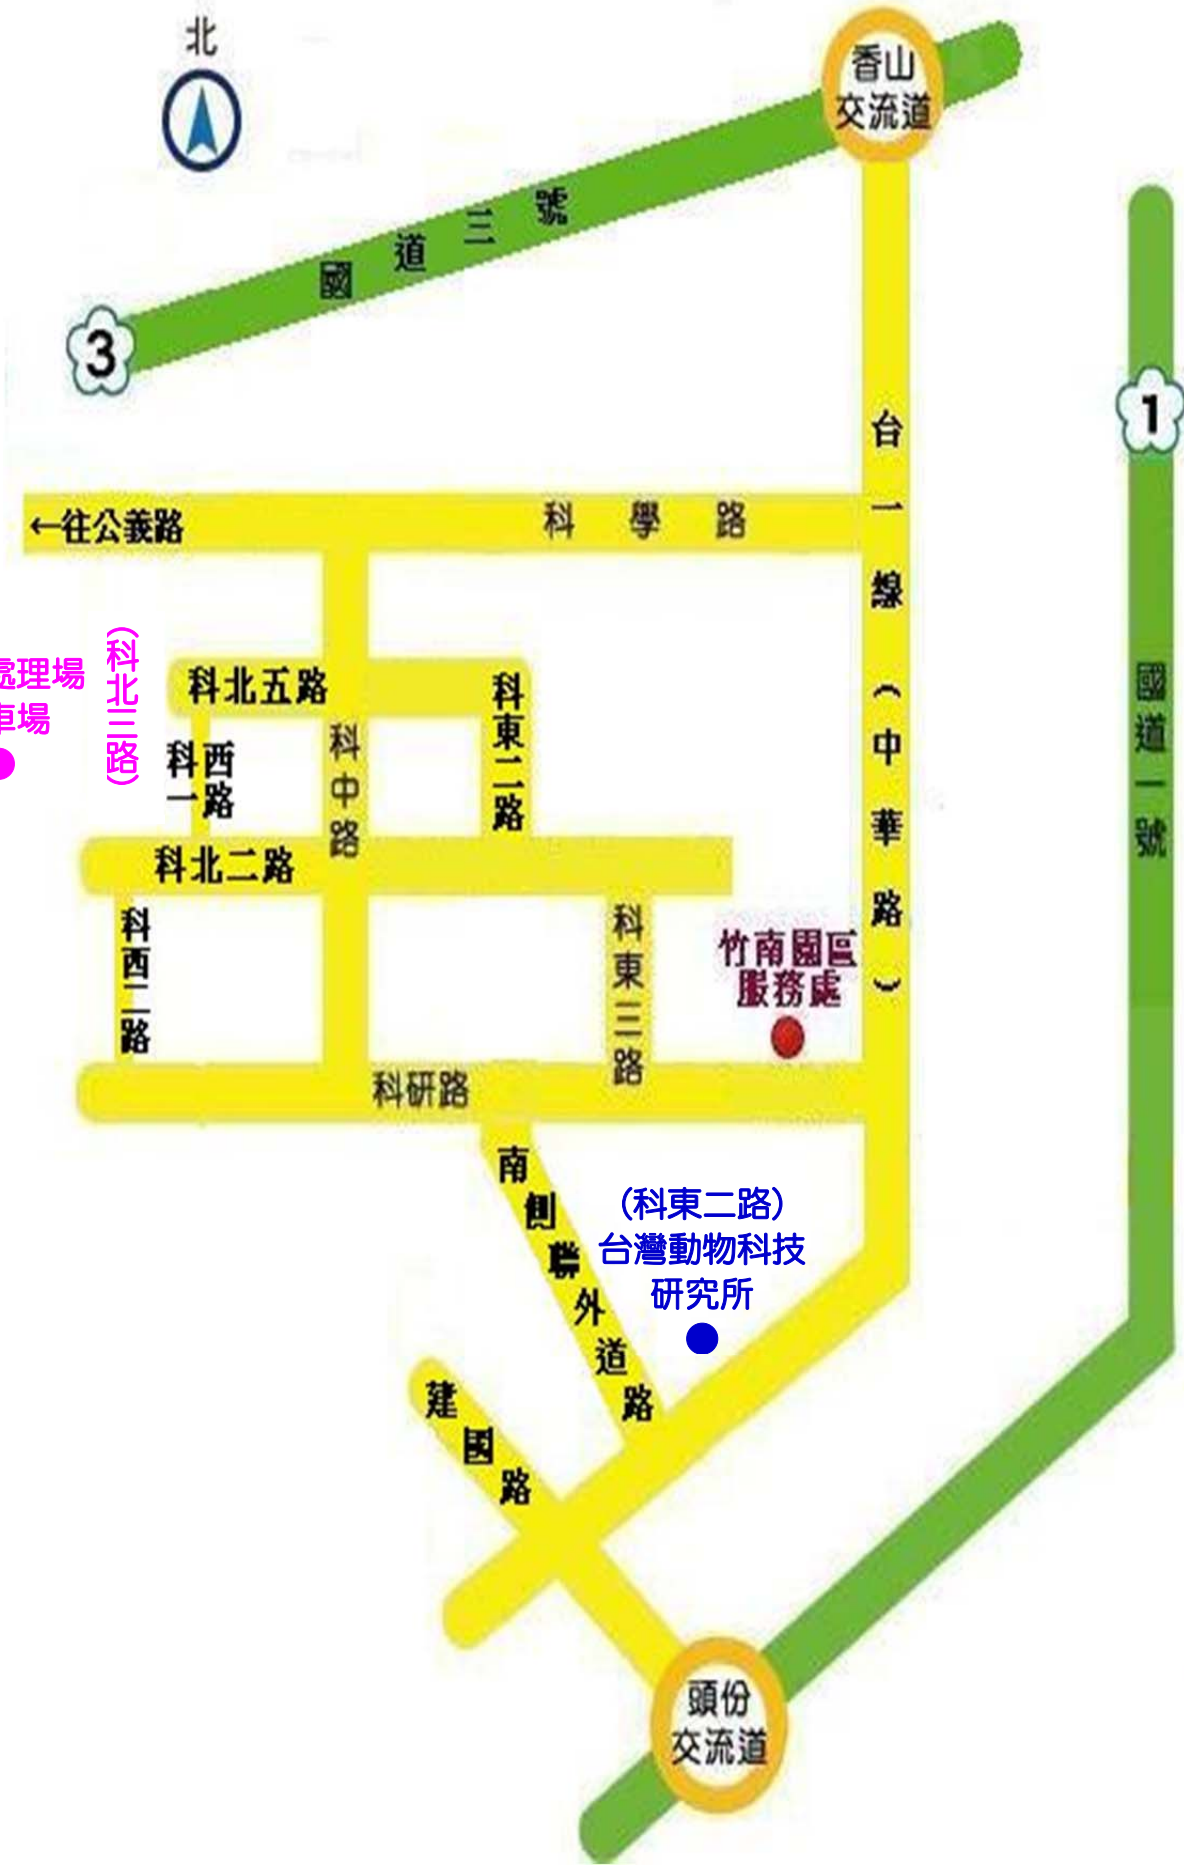 北
香山
交流道
國道三號
3
1
台一線（中華路）
←往公義路
科學路
國道一號
（科北三路）
處理場
車場
科北五路
科東二路
科中路
科西一路
科北二路
科西二路
科東三路
竹南園區
服務處
科研路
南側聯外道路
（科東二路）
台灣動物科技
研究所
建國路
頭份
交流道